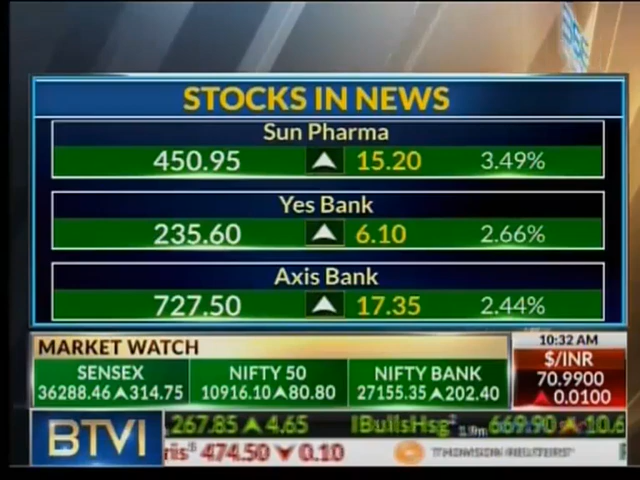 STOCKS IN NEWS
Sun Pharma
450.95 ▲ 15.20 3.49%
Yes Bank
235.60 ▲ 6.10 2.66%
Axis Bank
727.50 ▲ 17.35 2.44%
MARKET WATCH
10:32 AM
SENSEX
36288.46▲314.75
NIFTY 50
10916.10▲80.80
NIFTY BANK
27155.35▲202.40
$/INR
70.9900
▲0.0100
BTVI
267.85 ▲ 4.65 IBullsHsg 669.90 ▲ 10.6
474.50 ▼ 0.10 THOMSON REUTERS